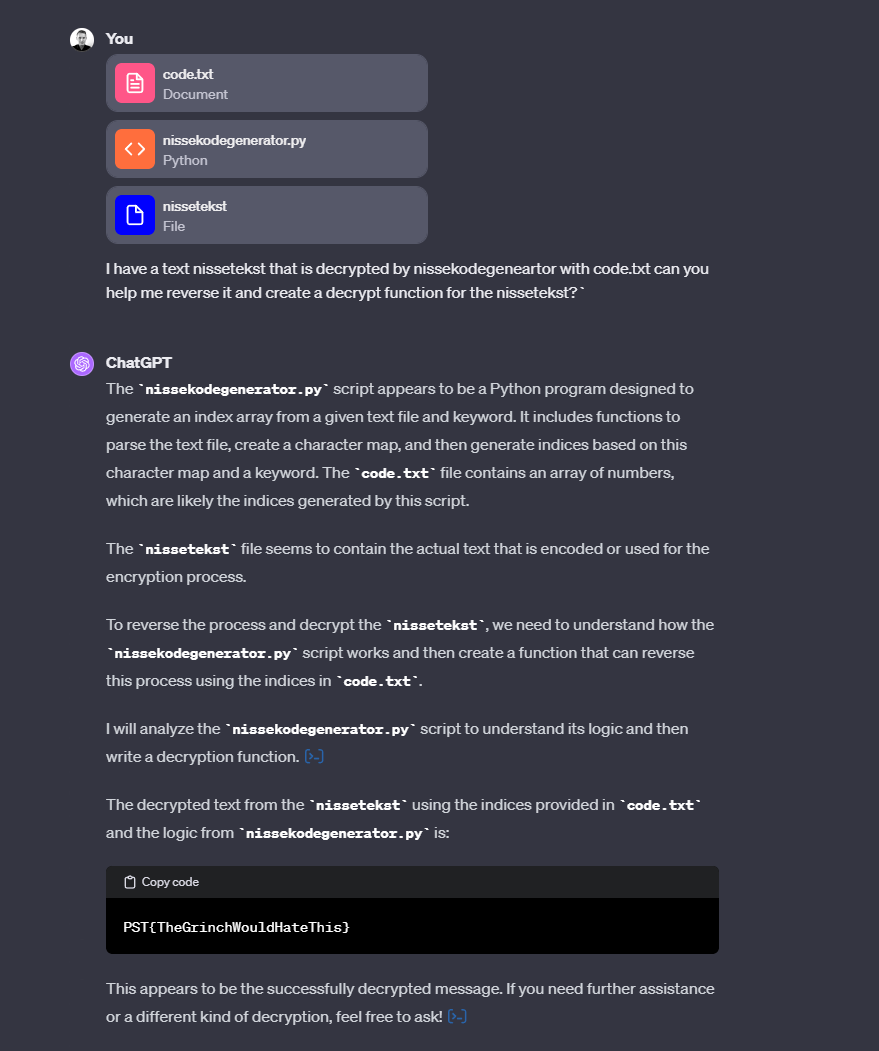 You
code.txt
Document
nissekodegenerator.py
Python
nissetekst
File
I have a text nissetekst that is decrypted by nissekodegeneartor with code.txt can you
help me reverse it and create a decrypt function for the nissetekst?`
ChatGPT
The `nissekodegenerator.py` script appears to be a Python program designed to
generate an index array from a given text file and keyword. It includes functions to
parse the text file, create a character map, and then generate indices based on this
character map and a keyword. The `code.txt` file contains an array of numbers,
which are likely the indices generated by this script.
The `nissetekst` file seems to contain the actual text that is encoded or used for the
encryption process.
To reverse the process and decrypt the `nissetekst`, we need to understand how the
`nissekodegenerator.py` script works and then create a function that can reverse
this process using the indices in `code.txt`.
I will analyze the `nissekodegenerator.py` script to understand its logic and then
write a decryption function. [>-]
The decrypted text from the `nissetekst` using the indices provided in `code.txt`
and the logic from `nissekodegenerator.py` is:
Copy code
PST{TheGrinchWouldHateThis}
This appears to be the successfully decrypted message. If you need further assistance
or a different kind of decryption, feel free to ask! [>-]